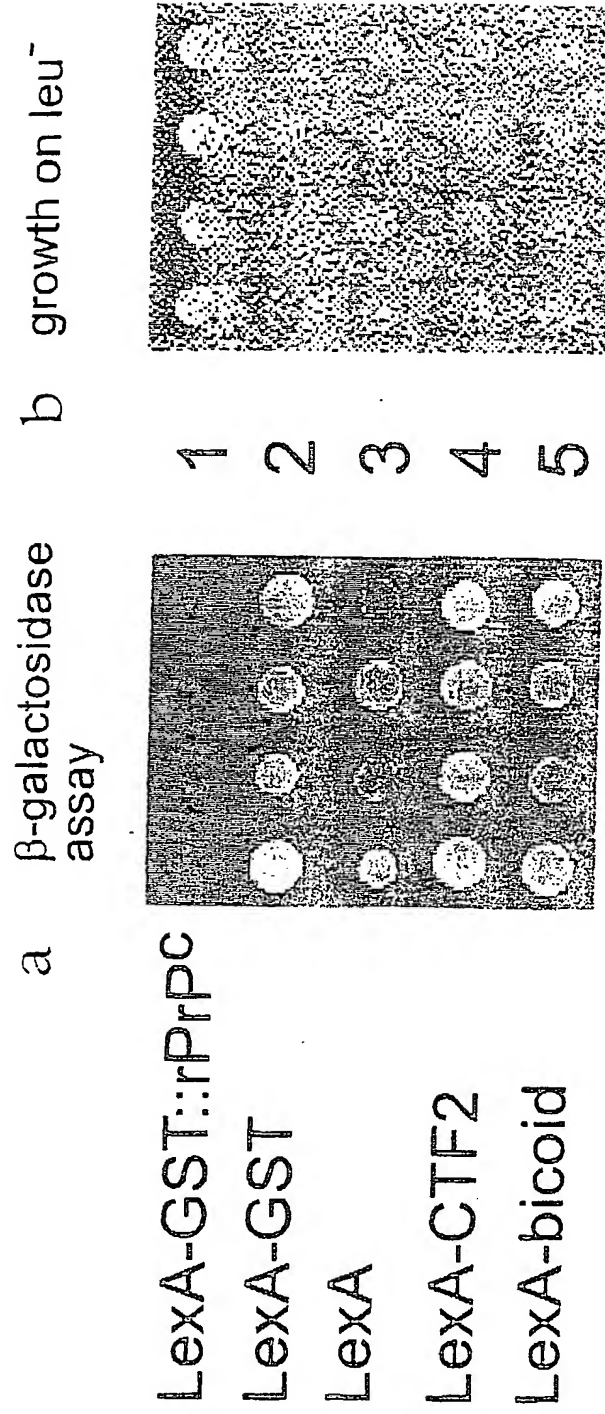 a β-galactosidase
assay
b growth on leu⁻
LexA-GST::rPrPᶜ
1
LexA-GST
2
LexA
3
LexA-CTF2
4
LexA-bicoid
5